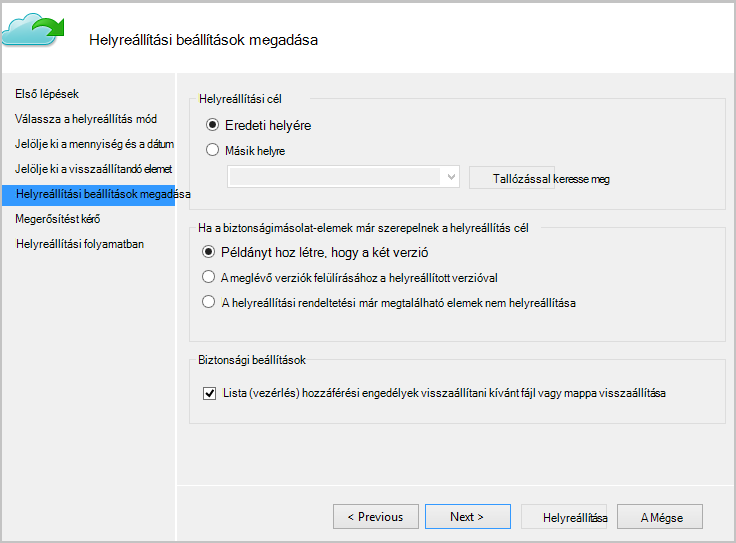 Helyreállítási beállítások megadása
Első lépések
Válassza a helyreállítás mód
Jelölje ki a mennyiség és a dátum
Jelölje ki a visszaállítandó elemet
Helyreállítási beállítások megadása
Megerősítést kérő
Helyreállítási folyamatban
Helyreállítási cél
Eredeti helyére
Másik helyre
Tallózással keresse meg
Ha a biztonságimásolat-elemek már szerepelnek a helyreállítás cél
Példányt hoz létre, hogy a két verzió
A meglévő verziók felülírásához a helyreállított verzióval
A helyreállítási rendeltetési már megtalálható elemek nem helyreállítása
Biztonsági beállítások
Lista (vezérlés) hozzáférési engedélyek visszaállítani kívánt fájl vagy mappa visszaállítása
< Previous
Next >
Helyreállítása
A Mégse